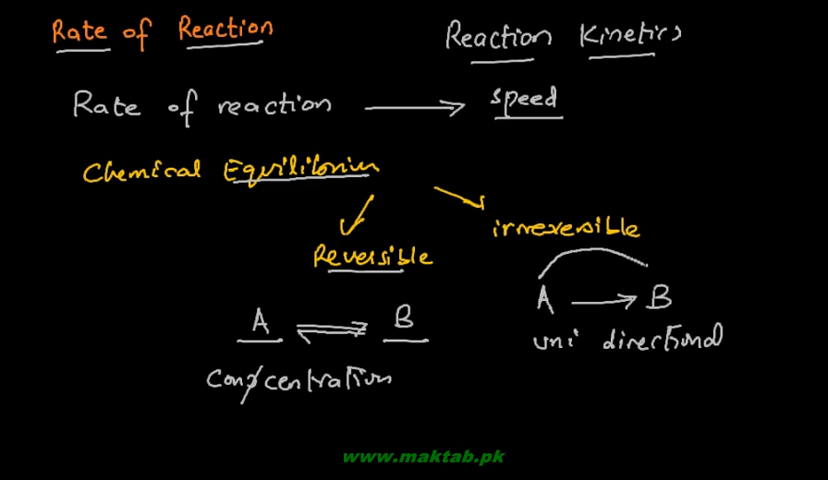 Rate of Reaction
Reaction Kinetics
Rate of reaction → speed
Chemical Equilibrium
irreversible
Reversible
A → B
A ⇌ B
uni directional
concentration
www.maktab.pk